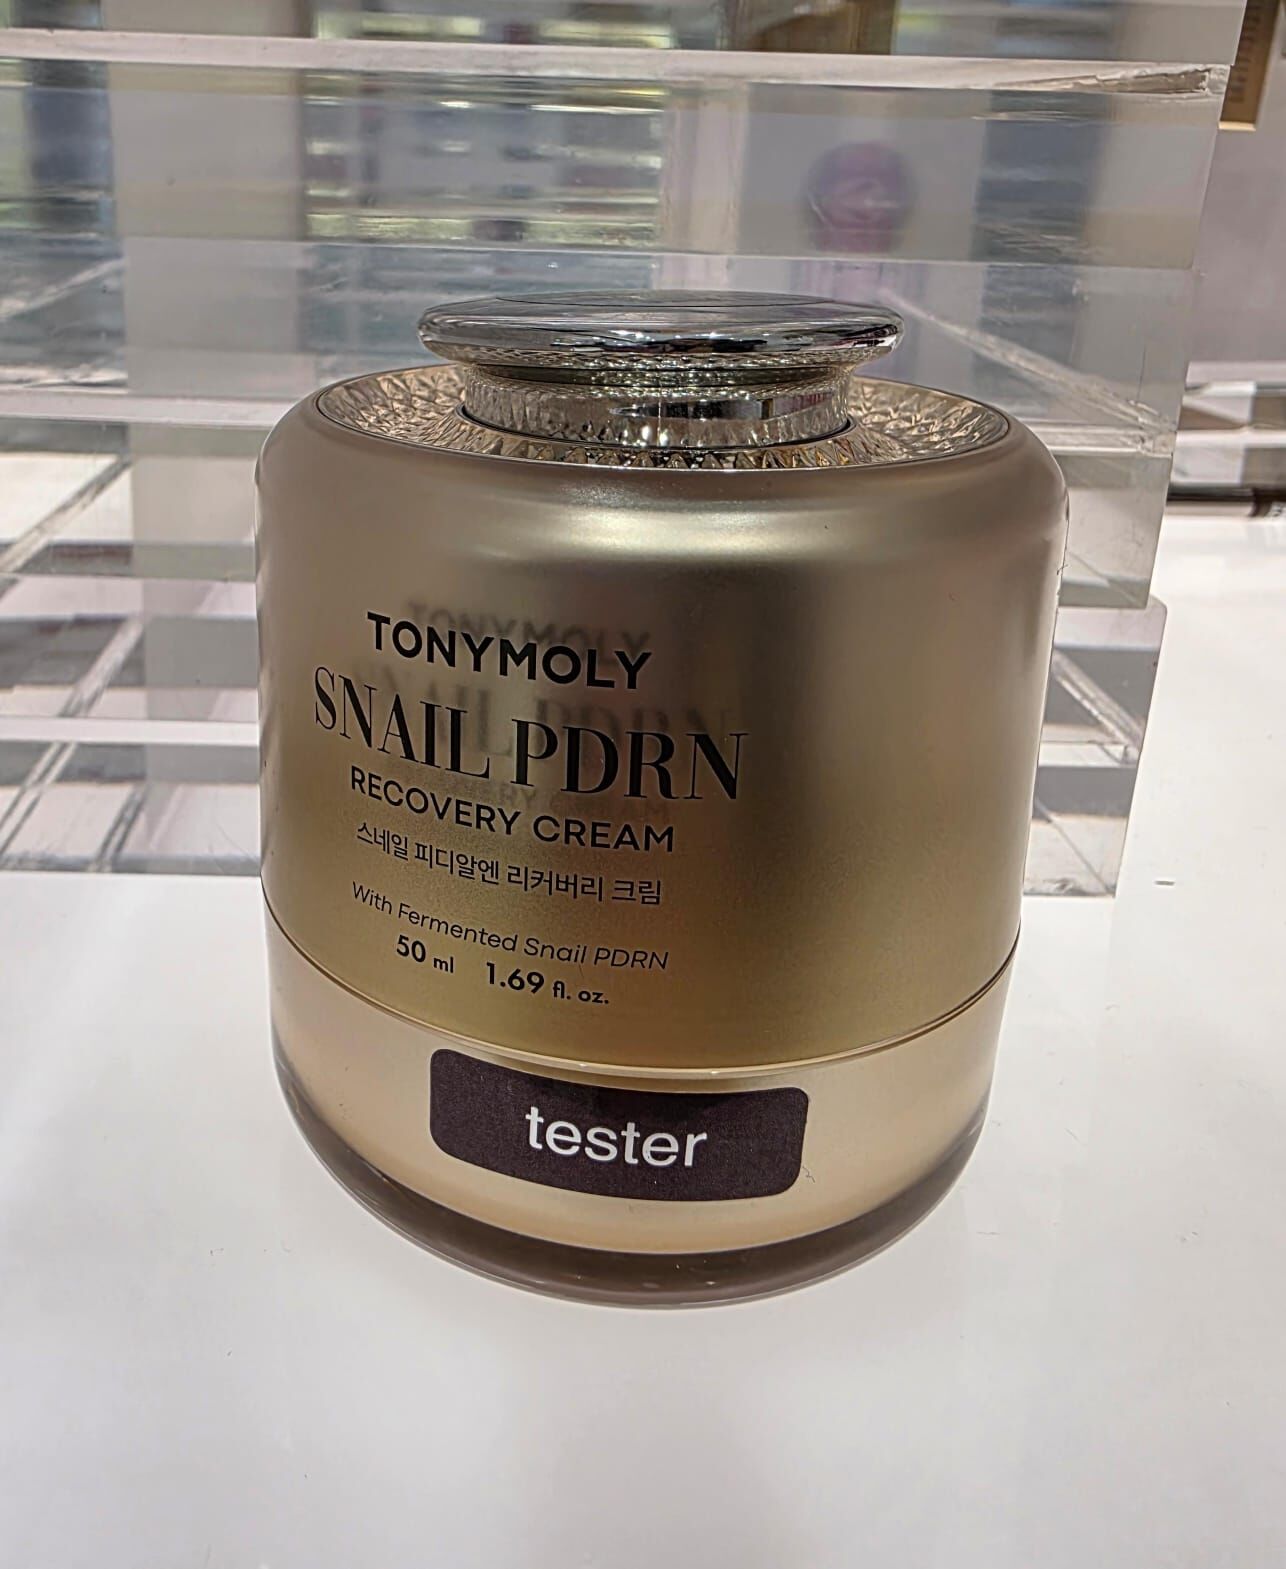 TONYMOLY
SNAIL PDRN
RECOVERY CREAM
스네일 피디알엔 리커버리 크림
With Fermented Snail PDRN
50 ml 1.69 fl. oz.
tester